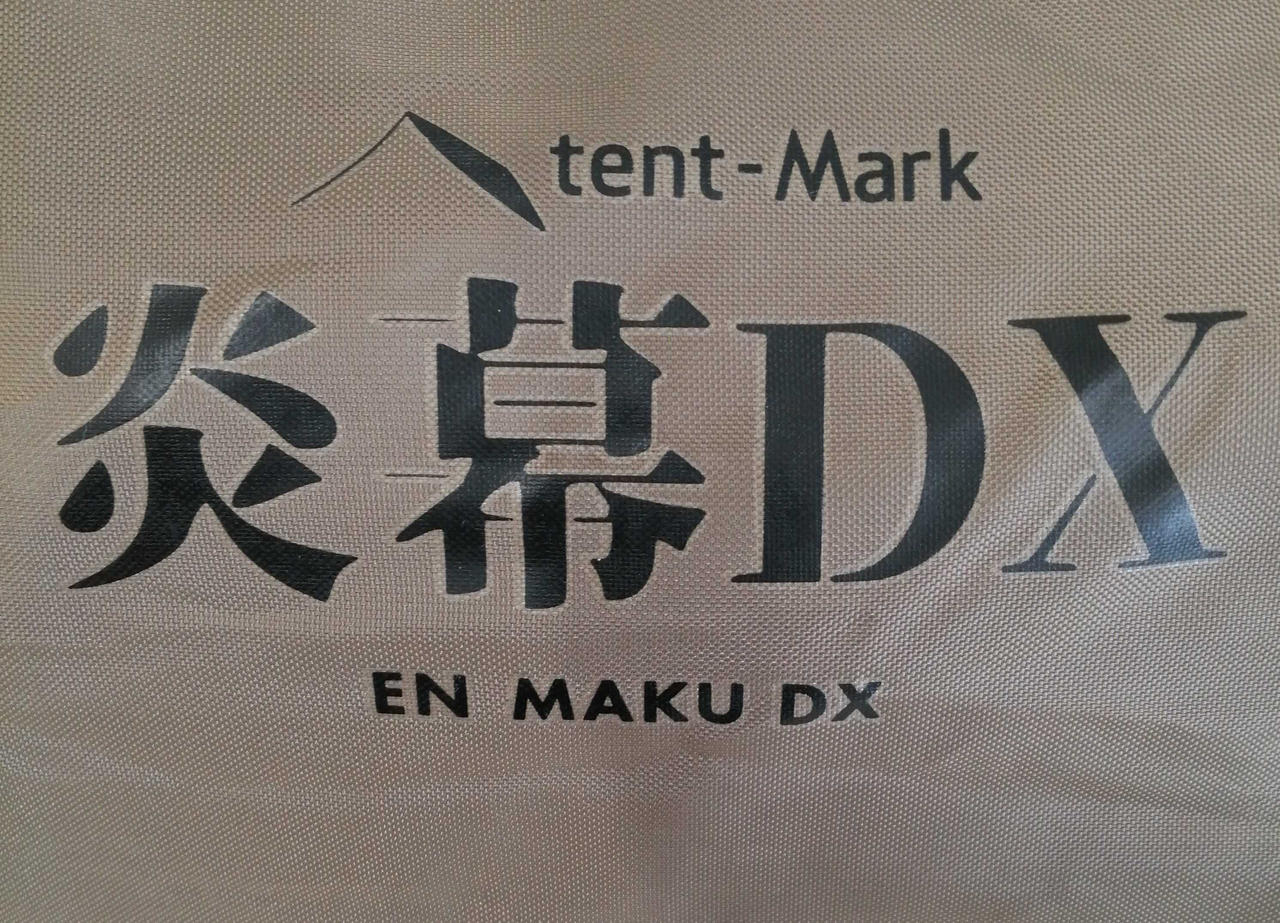 tent-Mark
炎幕DX
EN MAKU DX